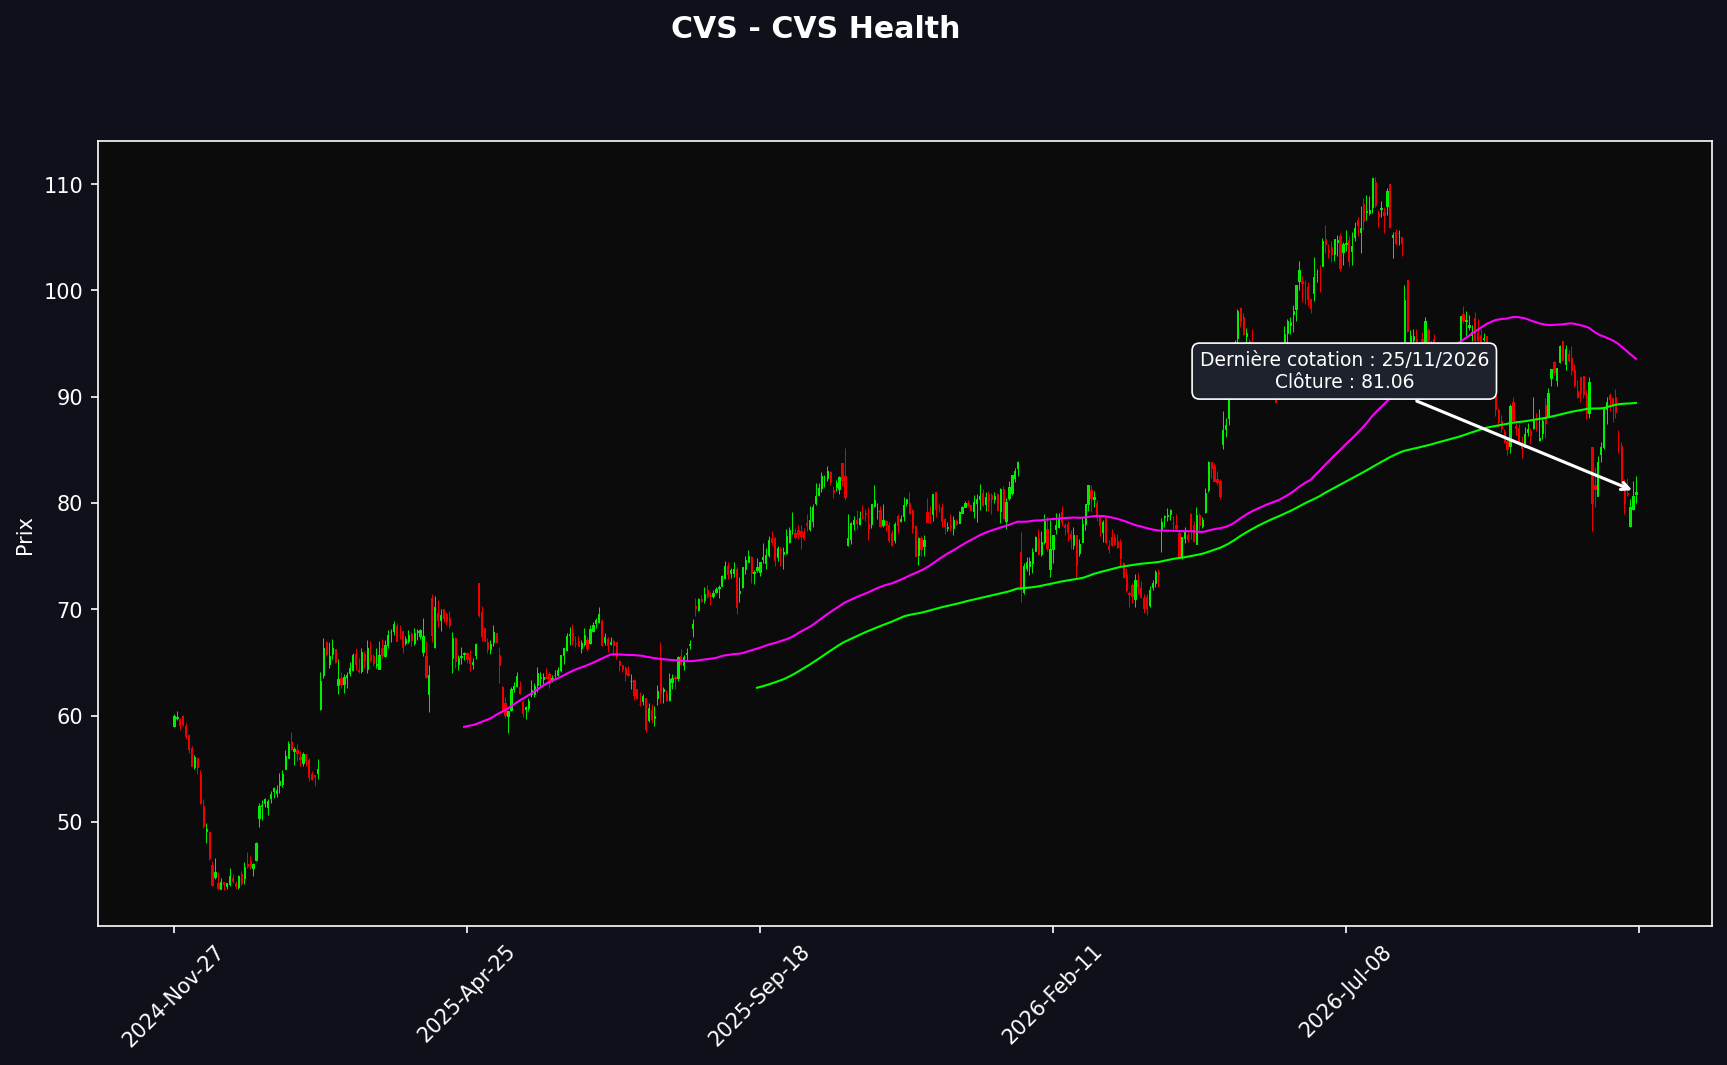 CVS - CVS Health
Prix
110
100
90
80
70
60
50
Dernière cotation : 25/11/2026
Clôture : 81.06
2024-Nov-27
2025-Apr-25
2025-Sep-18
2026-Feb-11
2026-Jul-08